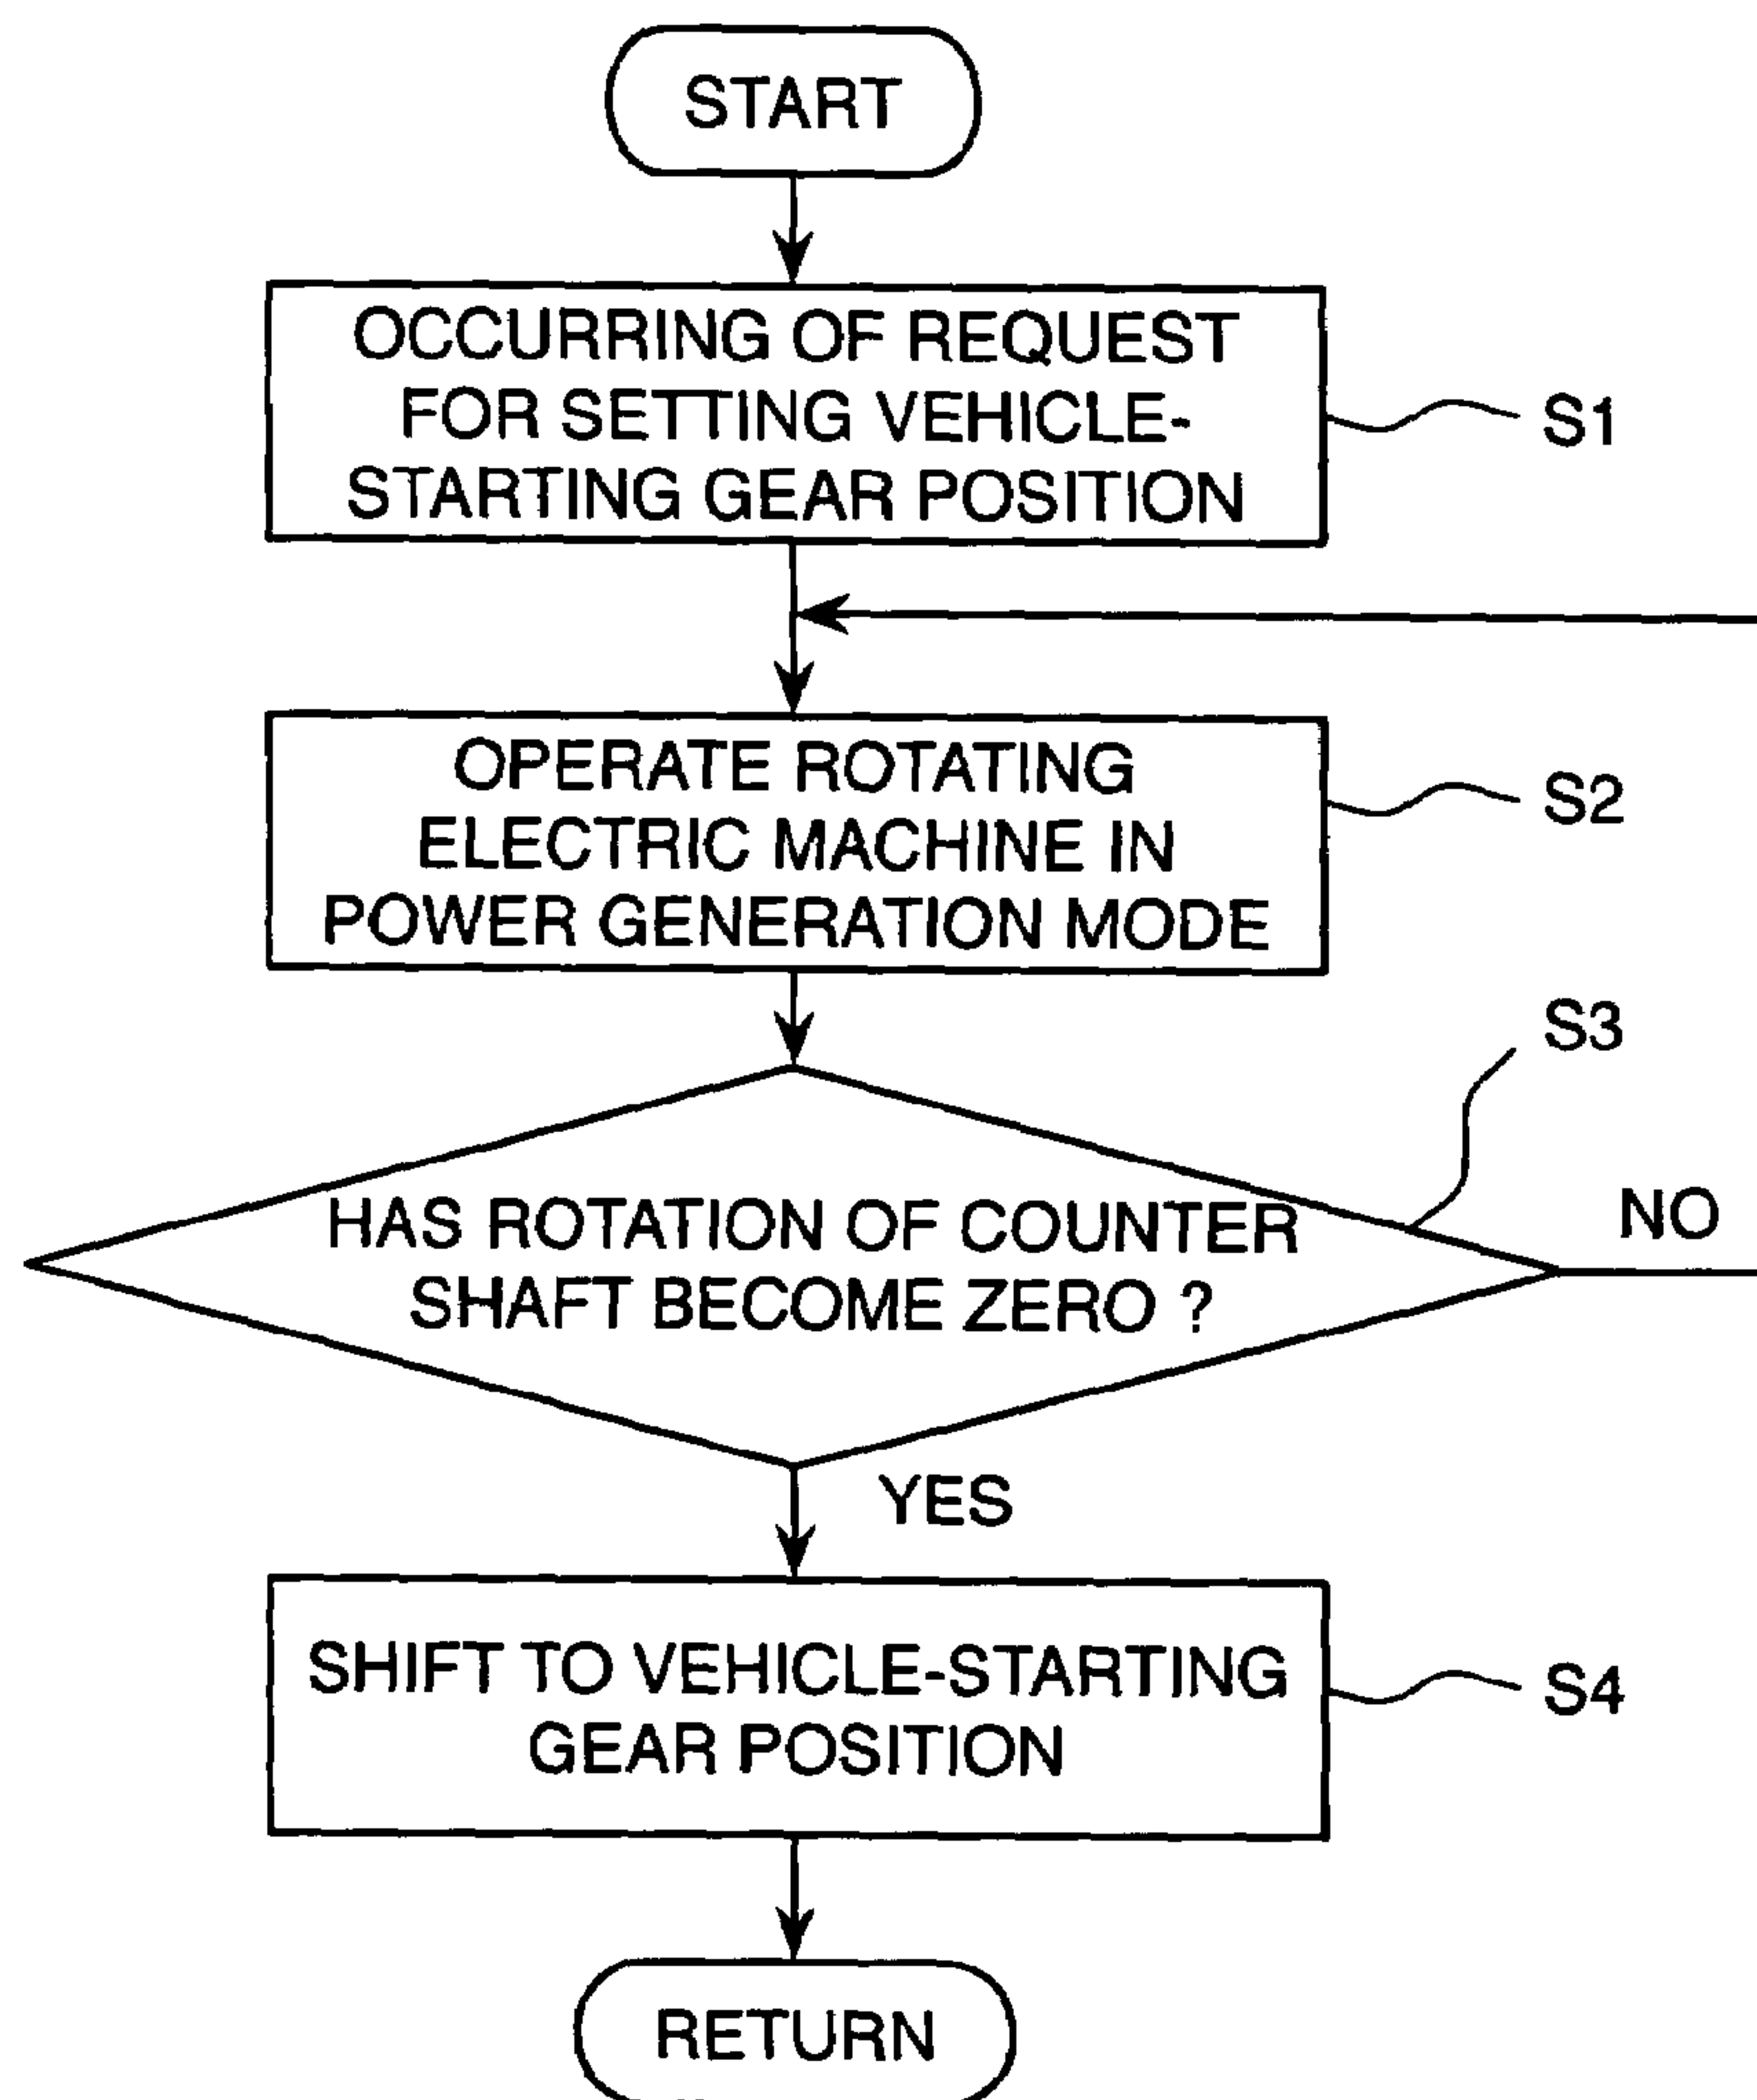 START
OCCURRING OF REQUEST
FOR SETTING VEHICLE-
STARTING GEAR POSITION
S1
OPERATE ROTATING
ELECTRIC MACHINE IN
POWER GENERATION MODE
S2
S3
HAS ROTATION OF COUNTER
SHAFT BECOME ZERO ?
NO
YES
SHIFT TO VEHICLE-STARTING
GEAR POSITION
S4
RETURN